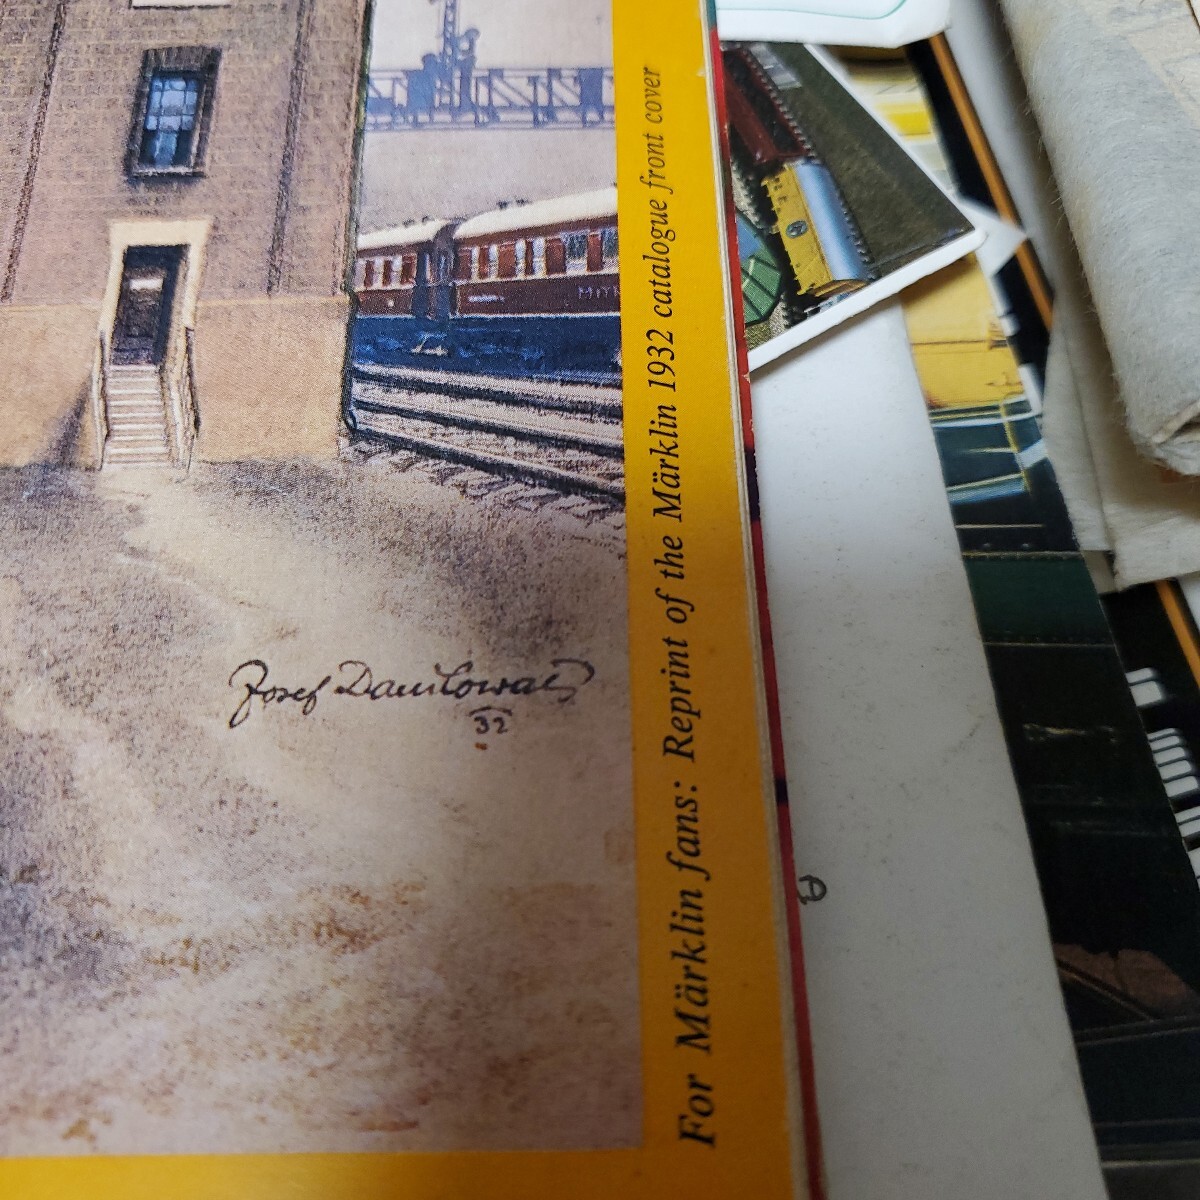 Josef Danilowatz
32
For Märklin fans: Reprint of the Märklin 1932 catalogue front cover